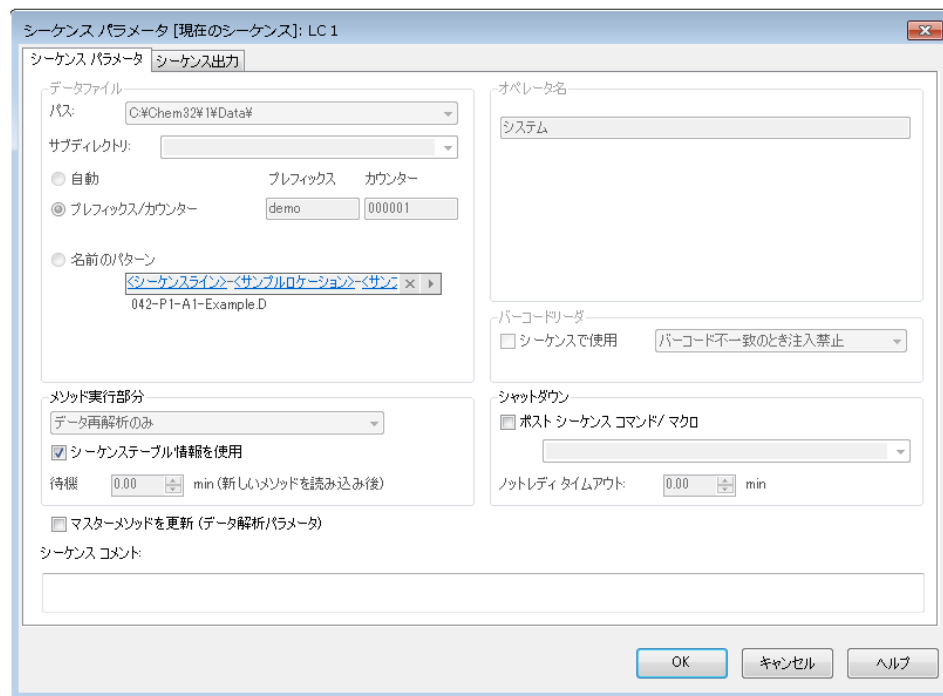 シーケンス パラメータ [現在のシーケンス]: LC 1
シーケンス パラメータ
シーケンス出力
データファイル
パス:
C:¥Chem32¥1¥Data¥
サブディレクトリ:
自動
プレフィックス
カウンター
プレフィックス/カウンター
demo
000001
名前のパターン
<シーケンスライン>-<サンプルロケーション>-<サンプ
042-P1-A1-Example.D
オペレータ名
システム
バーコードリーダ
シーケンスで使用
バーコード不一致のとき注入禁止
メソッド実行部分
データ再解析のみ
シーケンステーブル情報を使用
待機 0.00 min (新しいメソッドを読み込み後)
シャットダウン
ポスト シーケンス コマンド/ マクロ
ノットレディ タイムアウト: 0.00 min
マスターメソッドを更新 (データ解析パラメータ)
シーケンス コメント:
OK
キャンセル
ヘルプ